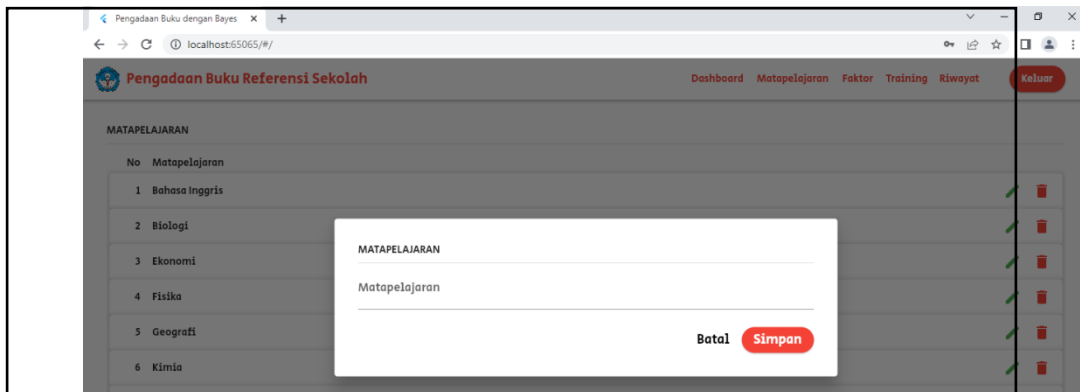 Pengadaan Buku dengan Bayes
localhost:65065/#/
Pengadaan Buku Referensi Sekolah Dashboard Matapelajaran Faktor Training Riwayat Keluar
MATAPELAJARAN
No Matapelajaran
1 Bahasa Inggris
2 Biologi
3 Ekonomi
4 Fisika
5 Geografi
6 Kimia
MATAPELAJARAN
Matapelajaran
Batal Simpan